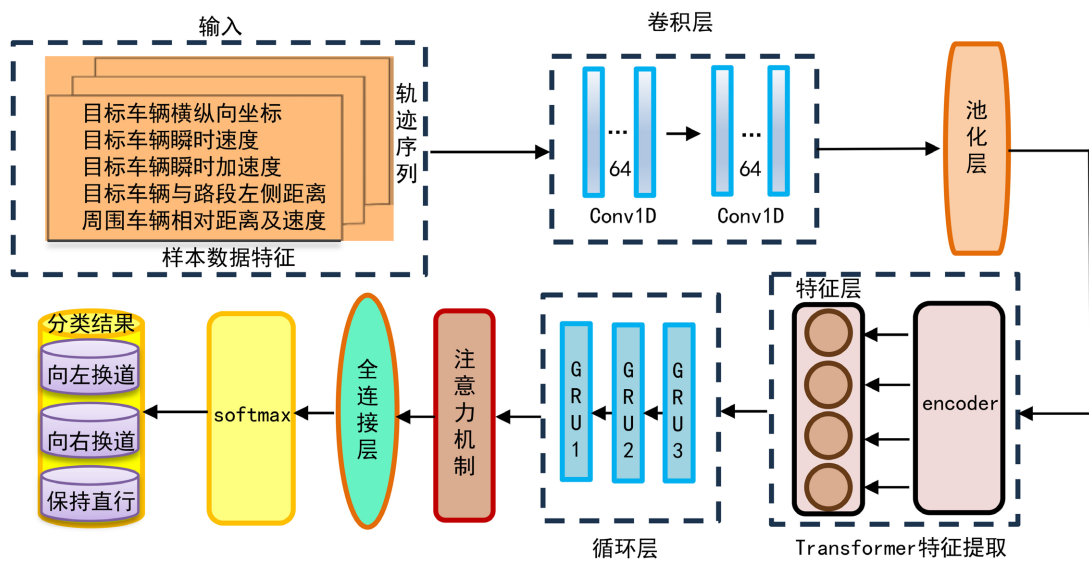 输入
目标车辆横纵向坐标
目标车辆瞬时速度
目标车辆瞬时加速度
目标车辆与路段左侧距离
周围车辆相对距离及速度
轨迹序列
样本数据特征
卷积层
...
64
Conv1D
...
64
Conv1D
池化层
特征层
encoder
Transformer特征提取
GRU1
GRU2
GRU3
循环层
注意力机制
全连接层
softmax
分类结果
向左换道
向右换道
保持直行